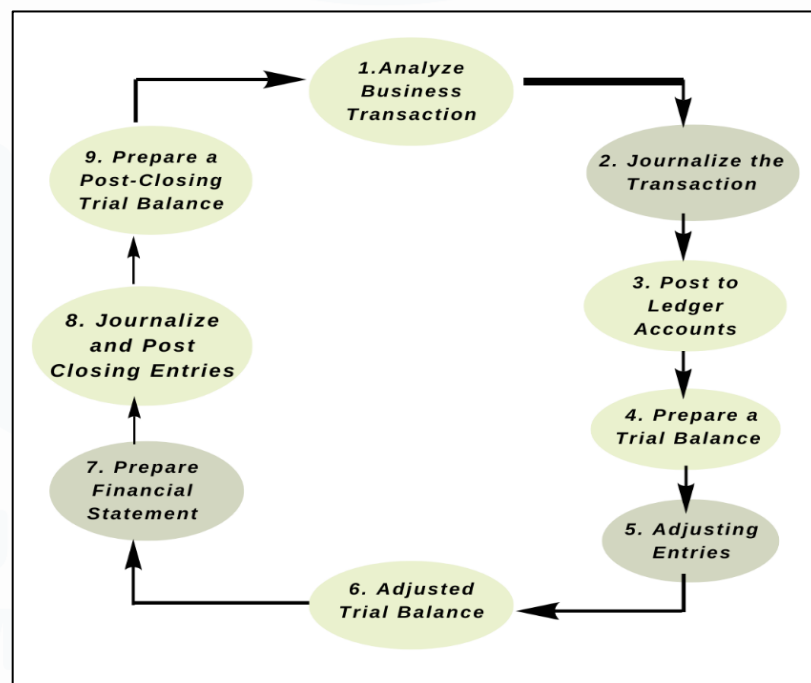 1.Analyze
Business
Transaction
2. Journalize the
Transaction
3. Post to
Ledger
Accounts
4. Prepare a
Trial Balance
5. Adjusting
Entries
6. Adjusted
Trial Balance
7. Prepare
Financial
Statement
8. Journalize
and Post
Closing Entries
9. Prepare a
Post-Closing
Trial Balance